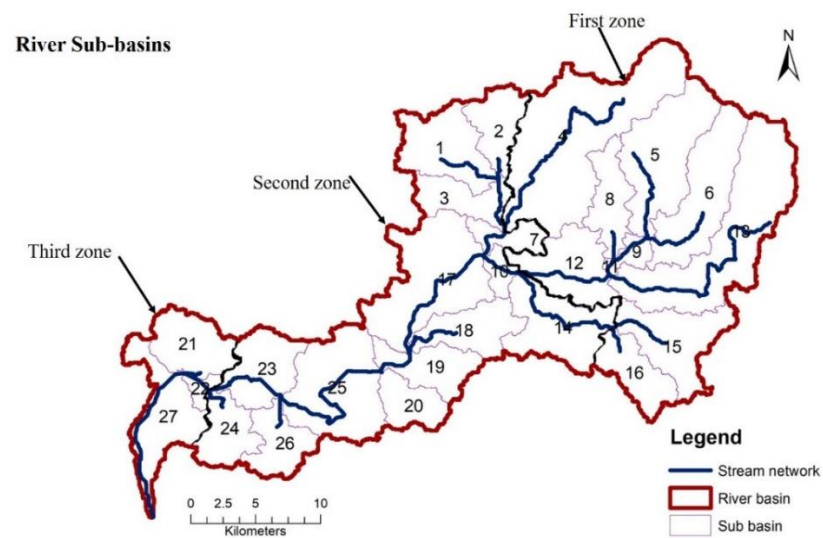 First zone
River Sub-basins
N
Second zone
Third zone
1
2
3
4
5
6
7
8
9
10
11
12
13
14
15
16
17
18
19
20
21
22
23
24
25
26
27
Legend
Stream network
River basin
Sub basin
0 2.5 5 10
Kilometers